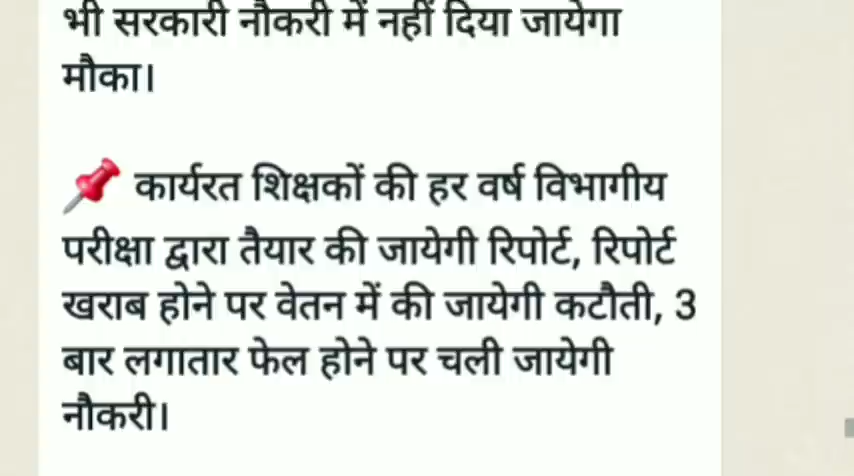 भी सरकारी नौकरी में नहीं दिया जायेगा
मौका।
📌 कार्यरत शिक्षकों की हर वर्ष विभागीय
परीक्षा द्वारा तैयार की जायेगी रिपोर्ट, रिपोर्ट
खराब होने पर वेतन में की जायेगी कटौती, 3
बार लगातार फेल होने पर चली जायेगी
नौकरी।